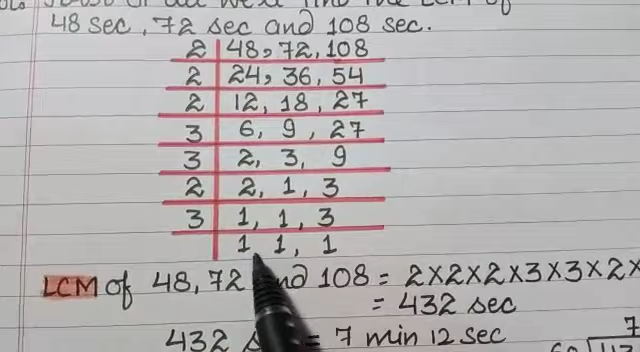 of
48 sec, 72 sec and 108 sec.
2 | 48, 72, 108
2 | 24, 36, 54
2 | 12, 18, 27
3 | 6, 9, 27
3 | 2, 3, 9
2 | 2, 1, 3
3 | 1, 1, 3
1 1, 1
LCM of 48, 72 and 108 = 2×2×2×3×3×2×
= 432 sec
432 = 7 min 12 sec
7